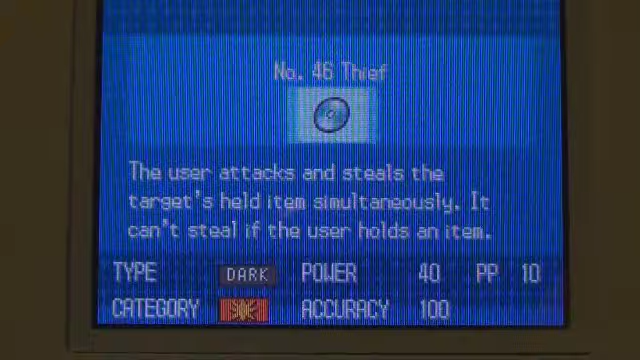 No. 46 Thief
The user attacks and steals the
target's held item simultaneously. It
can't steal if the user holds an item.
TYPE DARK POWER 40 PP 10
CATEGORY ACCURACY 100